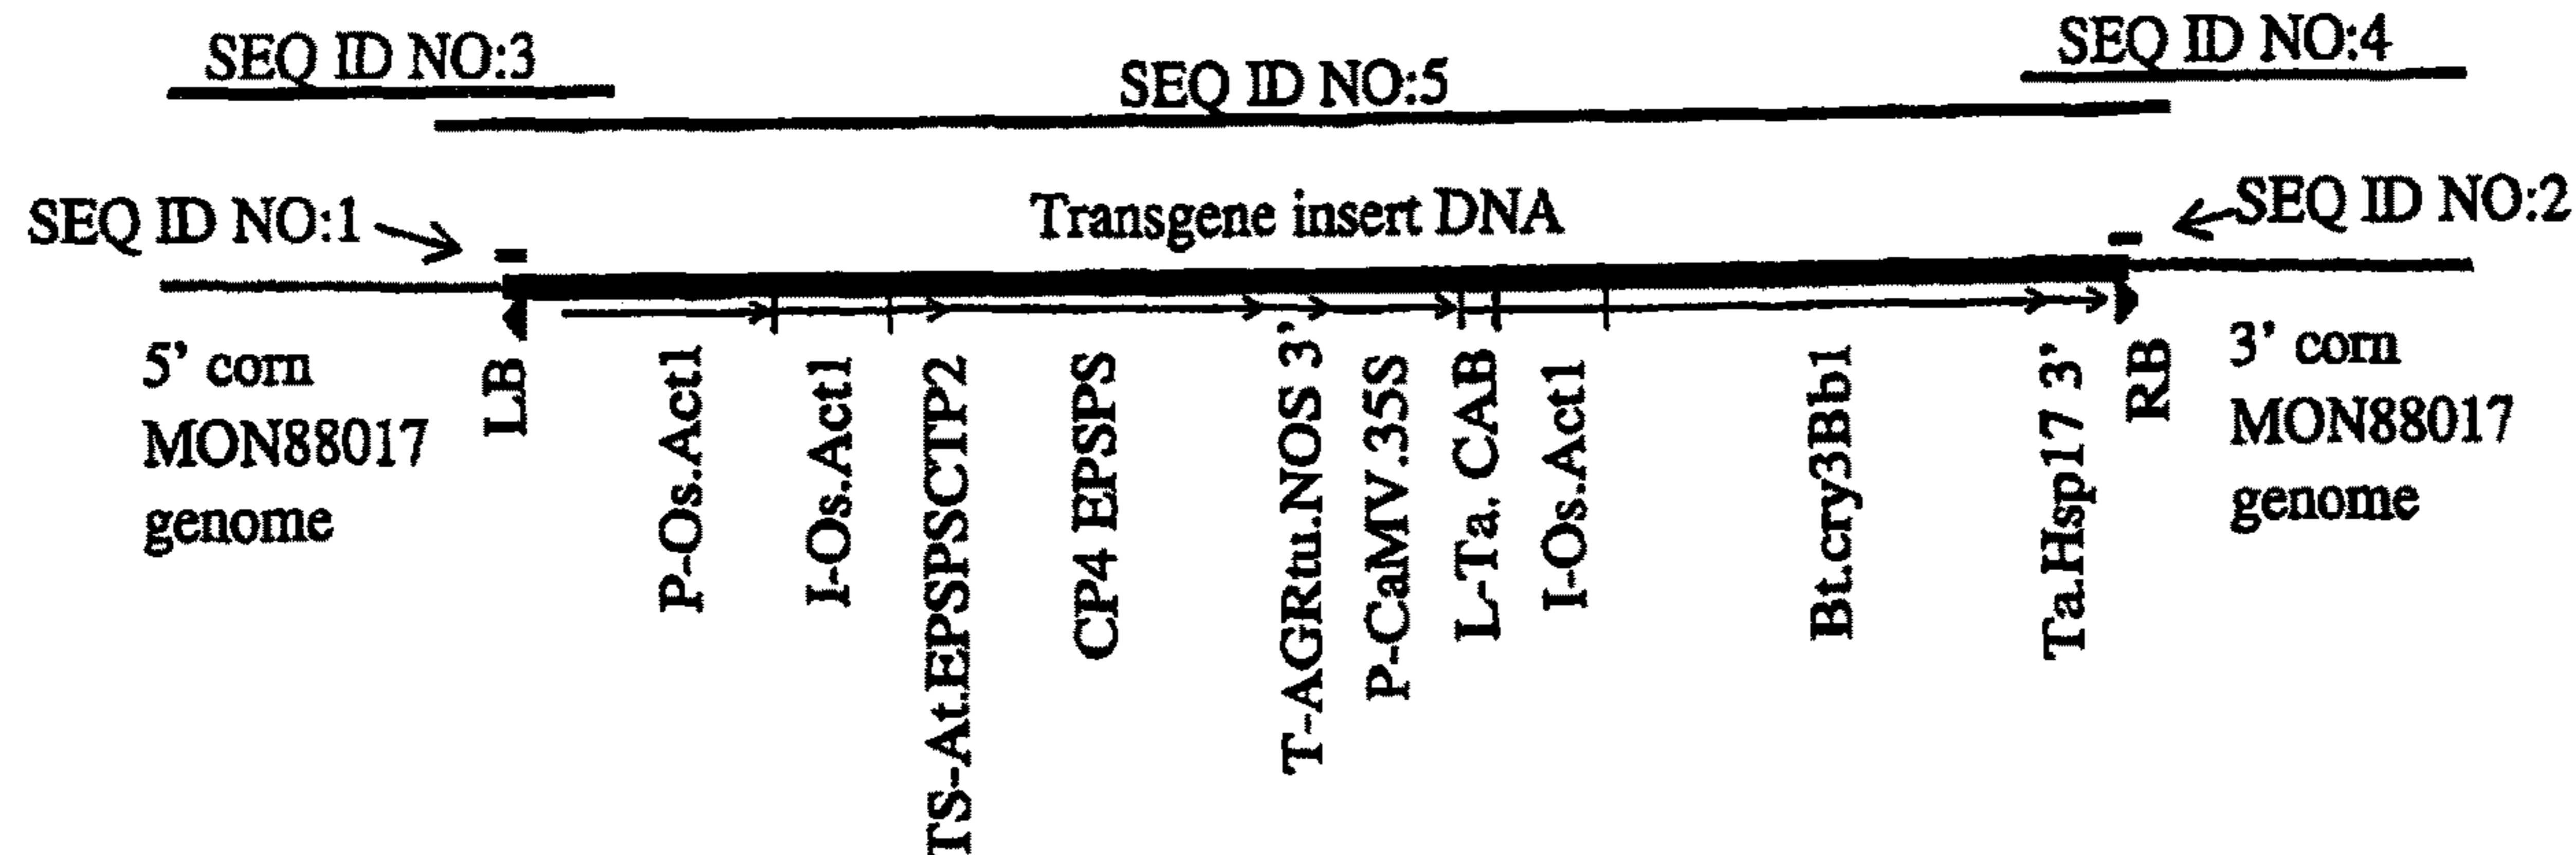 SEQ ID NO:3
SEQ ID NO:4
SEQ ID NO:5
SEQ ID NO:1
Transgene insert DNA
SEQ ID NO:2
5’ corn
MON88017
genome
LB
P-Os.Act1
I-Os.Act1
TS-At.EPSPSCTP2
CP4 EPSPS
T-AGRtu.NOS 3’
P-CaMV.35S
L-Ta. CAB
I-Os.Act1
Bt.cry3Bb1
Ta.Hsp17 3’
RB
3’ corn
MON88017
genome